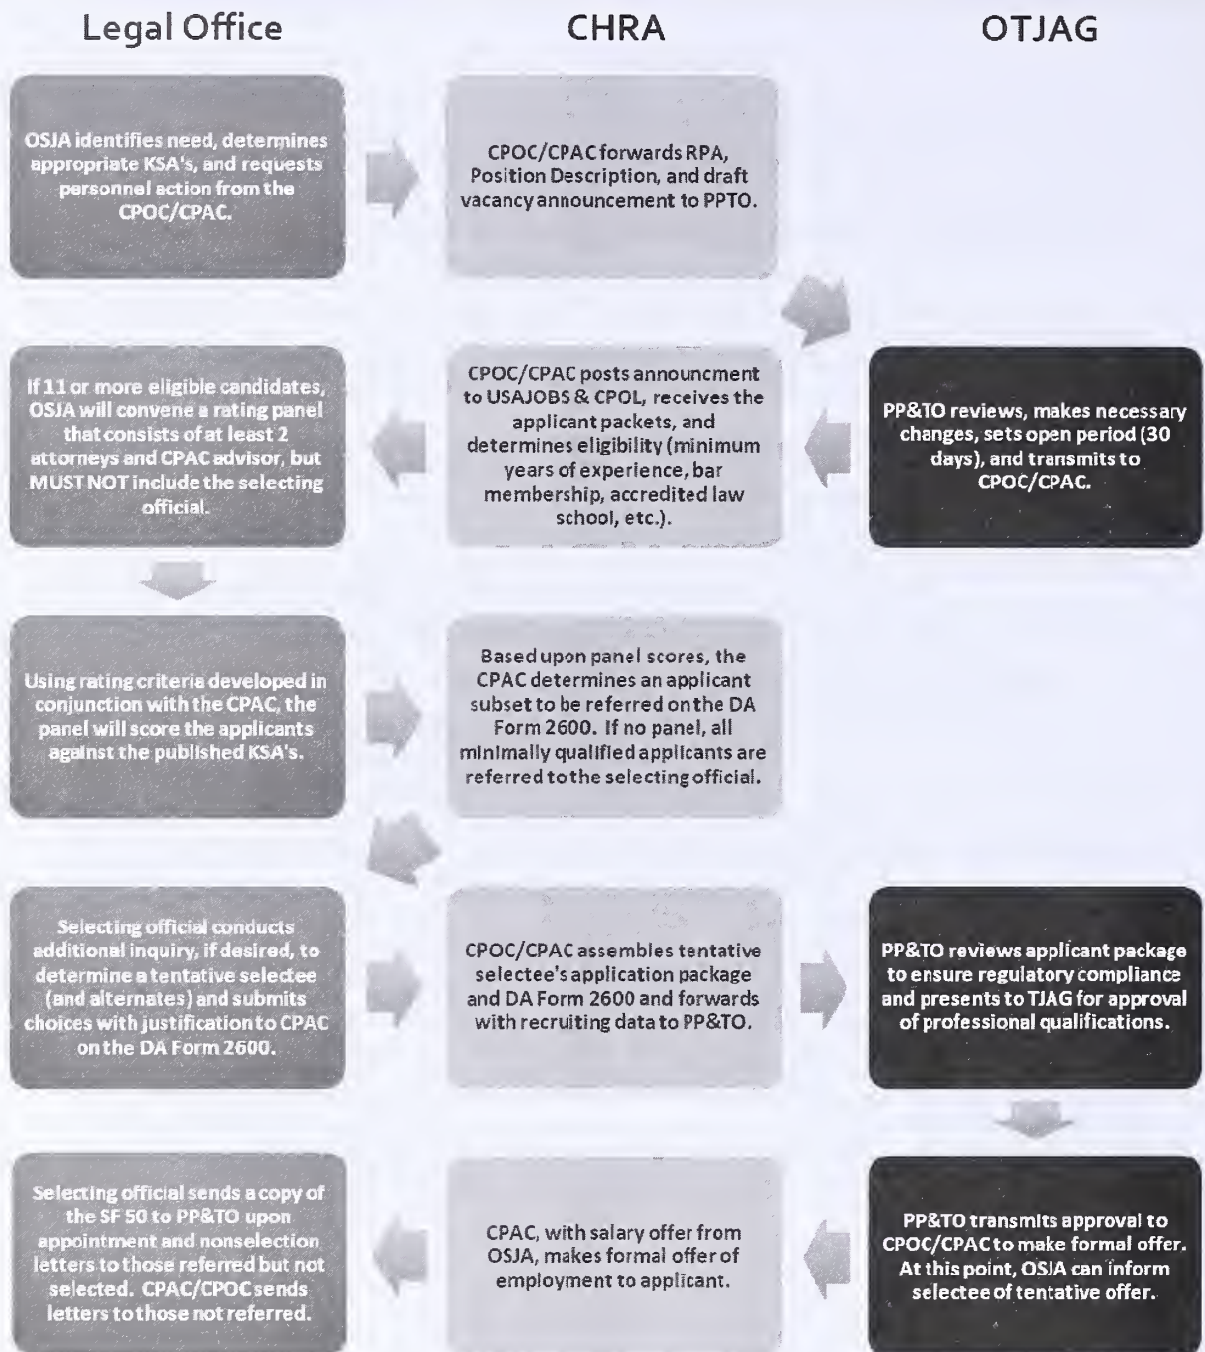 Legal Office
CHRA
OTJAG
OSJA identifies need, determines
appropriate KSA's, and requests
personnel action from the
CPOC/CPAC.
CPOC/CPAC forwards RPA,
Position Description, and draft
vacancy announcement to PPTO.
PP&TO reviews, makes necessary
changes, sets open period (30
days), and transmits to
CPOC/CPAC.
CPOC/CPAC posts announcment
to USAJOBS & CPOL, receives the
applicant packets, and
determines eligibility (minimum
years of experience, bar
membership, accredited law
school, etc.).
If 11 or more eligible candidates,
OSJA will convene a rating panel
that consists of at least 2
attorneys and CPAC advisor, but
MUST NOT include the selecting
official.
Using rating criteria developed in
conjunction with the CPAC, the
panel will score the applicants
against the published KSA's.
Based upon panel scores, the
CPAC determines an applicant
subset to be referred on the DA
Form 2600. If no panel, all
minimally qualified applicants are
referred to the selecting official.
Selecting official conducts
additional inquiry, if desired, to
determine a tentative selectee
(and alternates) and submits
choices with justification to CPAC
on the DA Form 2600.
CPOC/CPAC assembles tentative
selectee's application package
and DA Form 2600 and forwards
with recruiting data to PP&TO.
PP&TO reviews applicant package
to ensure regulatory compliance
and presents to TJAG for approval
of professional qualifications.
PP&TO transmits approval to
CPOC/CPAC to make formal offer.
At this point, OSJA can inform
selectee of tentative offer.
CPAC, with salary offer from
OSJA, makes formal offer of
employment to applicant.
Selecting official sends a copy of
the SF 50 to PP&TO upon
appointment and nonselection
letters to those referred but not
selected. CPAC/CPOC sends
letters to those not referred.